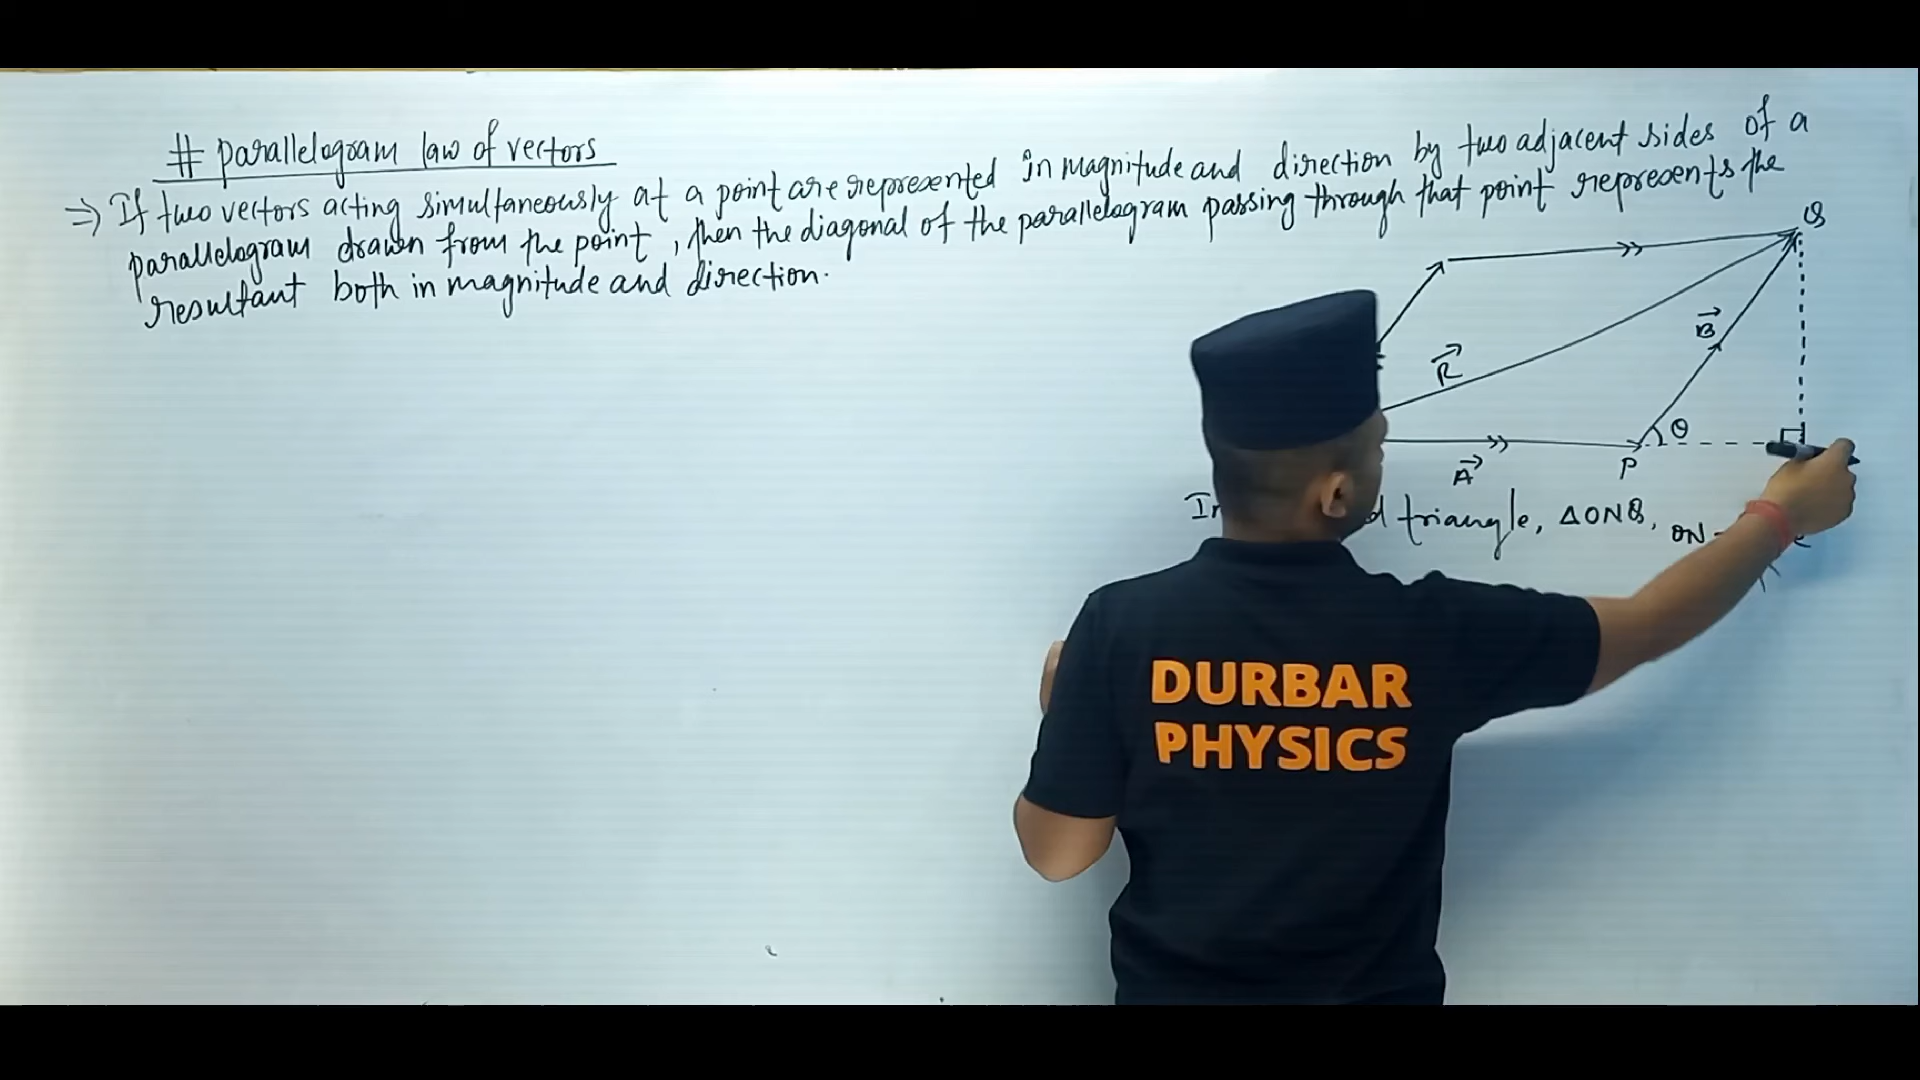 # parallelogram law of vectors
⇒ If two vectors acting simultaneously at a point are represented in magnitude and direction by two adjacent sides of a
parallelogram drawn from the point, then the diagonal of the parallelogram passing through that point represents the
resultant both in magnitude and direction.
Q
B⃗
R⃗
θ
A⃗
P
triangle, ΔONQ,
ON
DURBAR
PHYSICS